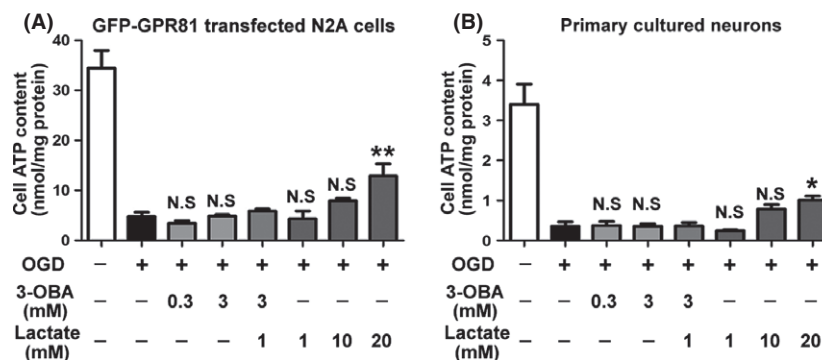 (A) GFP-GPR81 transfected N2A cells
Cell ATP content
(nmol/mg protein)
40
30
20
10
0
N.S N.S N.S N.S **
OGD – + + + + + + +
3-OBA
(mM) – – 0.3 3 3 – – –
Lactate
(mM) – – – – 1 1 10 20
(B) Primary cultured neurons
Cell ATP content
(nmol/mg protein)
5
4
3
2
1
0
N.S N.S N.S N.S *
OGD – + + + + + + +
3-OBA
(mM) – – 0.3 3 3 – – –
Lactate
(mM) – – – – 1 1 10 20